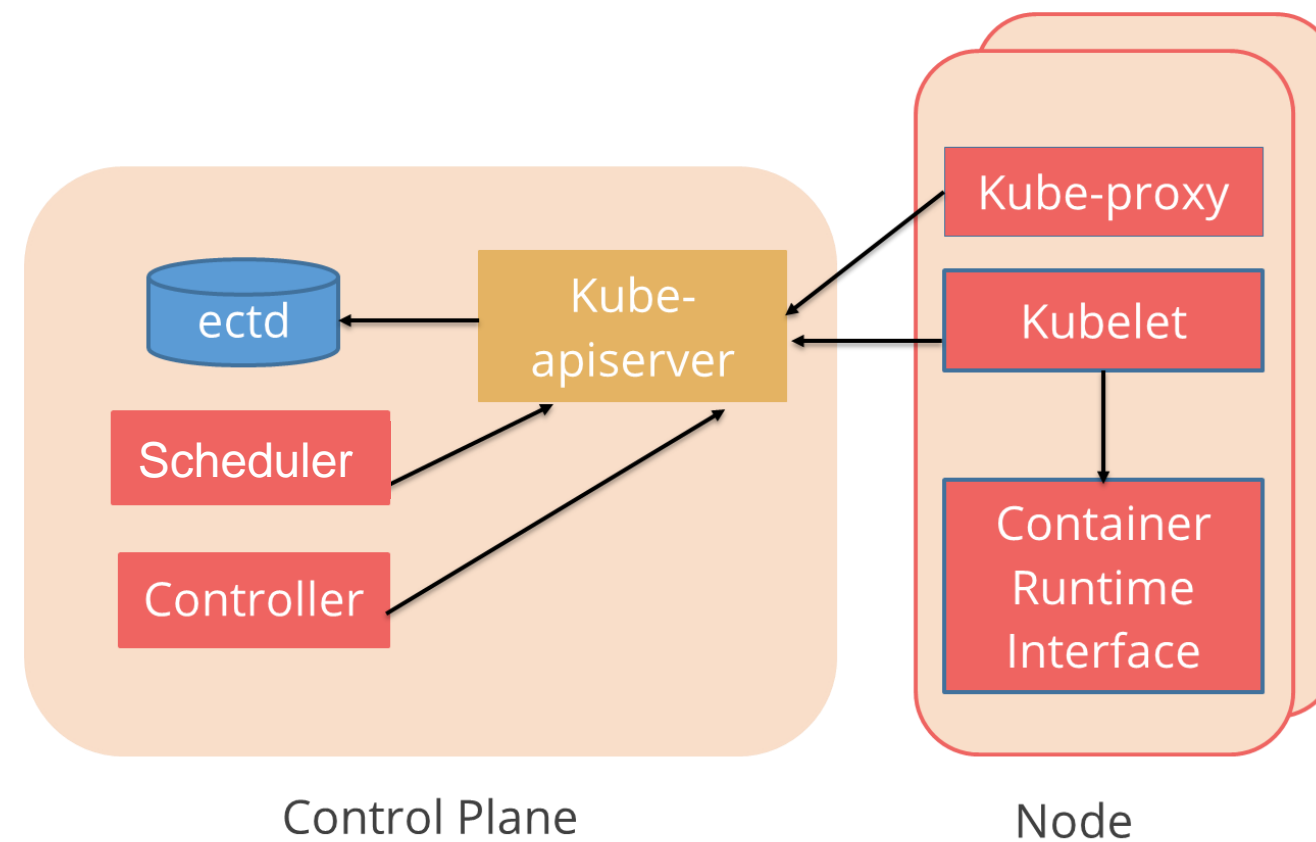 Kube-proxy
ectd
Kube-
apiserver
Kubelet
Scheduler
Controller
Container
Runtime
Interface
Control Plane
Node